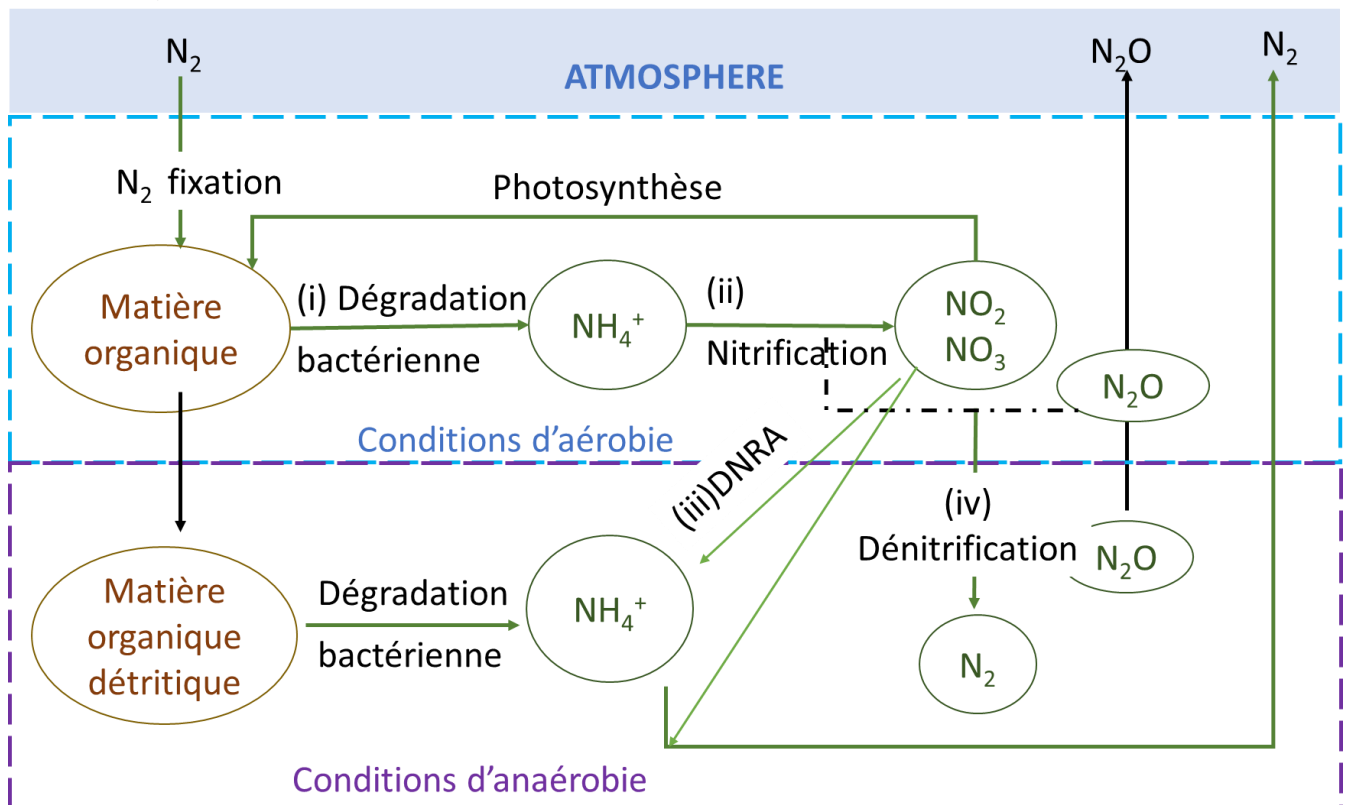 N₂
N₂O
N₂
ATMOSPHERE
N₂ fixation
Photosynthèse
Matière
organique
(i) Dégradation
bactérienne
NH₄⁺
(ii)
Nitrification
NO₂
NO₃
N₂O
Conditions d'aérobie
(iii)DNRA
(iv)
Dénitrification
N₂O
Matière
organique
détritique
Dégradation
bactérienne
NH₄⁺
N₂
Conditions d'anaérobie